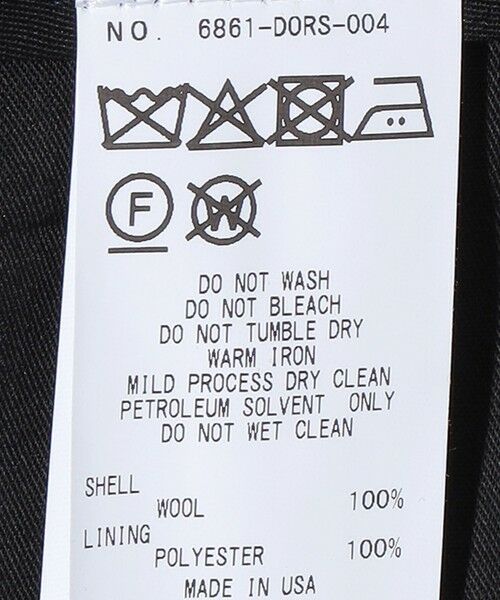 NO. 6861-DORS-004
F W
DO NOT WASH
DO NOT BLEACH
DO NOT TUMBLE DRY
WARM IRON
MILD PROCESS DRY CLEAN
PETROLEUM SOLVENT ONLY
DO NOT WET CLEAN
SHELL
WOOL 100%
LINING
POLYESTER 100%
MADE IN USA